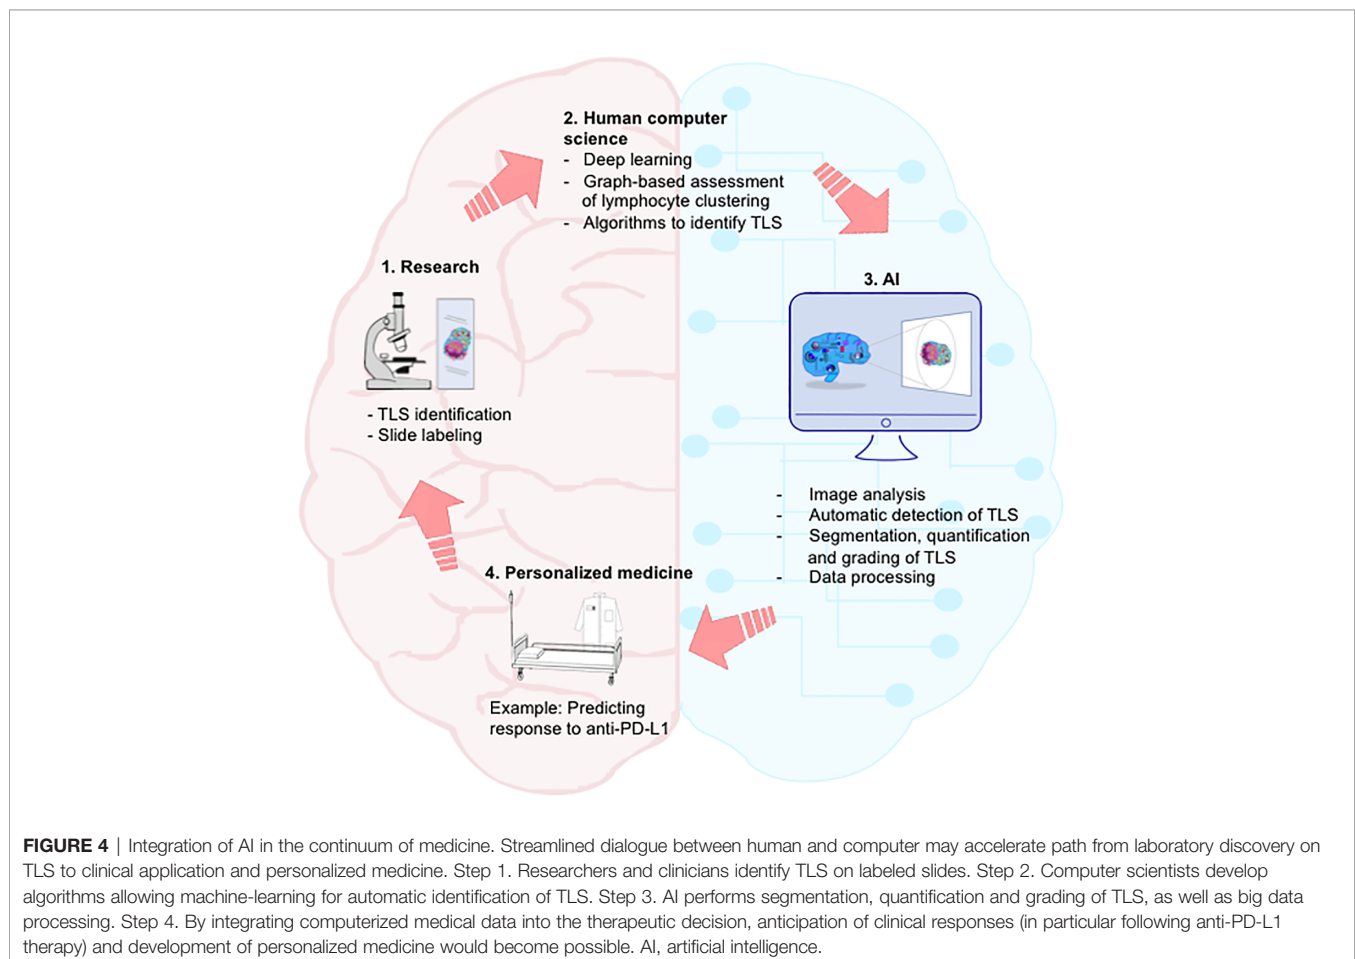 2. Human computer
science
- Deep learning
- Graph-based assessment
of lymphocyte clustering
- Algorithms to identify TLS
1. Research
- TLS identification
- Slide labeling
3. AI
- Image analysis
- Automatic detection of TLS
- Segmentation, quantification
and grading of TLS
- Data processing
4. Personalized medicine
Example: Predicting
response to anti-PD-L1
FIGURE 4 | Integration of AI in the continuum of medicine. Streamlined dialogue between human and computer may accelerate path from laboratory discovery on
TLS to clinical application and personalized medicine. Step 1. Researchers and clinicians identify TLS on labeled slides. Step 2. Computer scientists develop
algorithms allowing machine-learning for automatic identification of TLS. Step 3. AI performs segmentation, quantification and grading of TLS, as well as big data
processing. Step 4. By integrating computerized medical data into the therapeutic decision, anticipation of clinical responses (in particular following anti-PD-L1
therapy) and development of personalized medicine would become possible. AI, artificial intelligence.